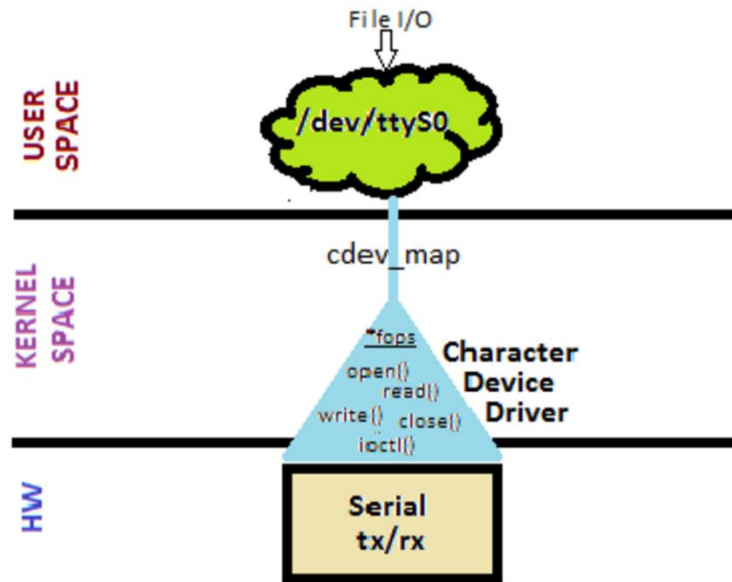 File I/O
USER
SPACE
/dev/ttyS0
cdev_map
KERNEL
SPACE
*fops
open()
read()
write()
close()
ioctl()
Character
Device
Driver
HW
Serial
tx/rx